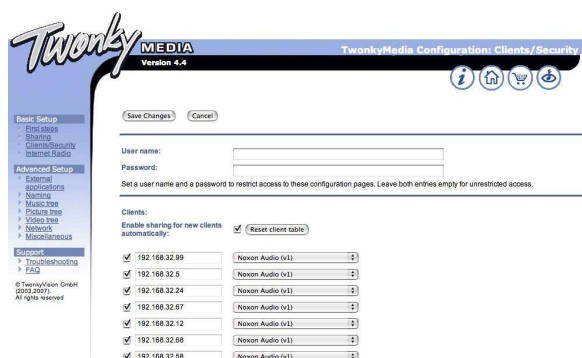 Twonky
MEDIA
Version 4.4
TwonkyMedia Configuration: Clients/Security
Basic Setup
First steps
Sharing
Clients/Security
Internet Radio
Advanced Setup
External applications
Naming
Music tree
Picture tree
Video tree
Network
Miscellaneous
Support
Troubleshooting
FAQ
© TwonkyVision GmbH
(2003,2007).
All rights reserved
Save Changes Cancel
User name:
Password:
Set a user name and a password to restrict access to these configuration pages. Leave both entries empty for unrestricted access.
Clients:
Enable sharing for new clients
automatically:
Reset client table
192.168.32.99 Noxon Audio (v1)
192.168.32.5 Noxon Audio (v1)
192.168.32.24 Noxon Audio (v1)
192.168.32.67 Noxon Audio (v1)
192.168.32.12 Noxon Audio (v1)
192.168.32.68 Noxon Audio (v1)
192.168.32.58 Noxon Audio (v1)